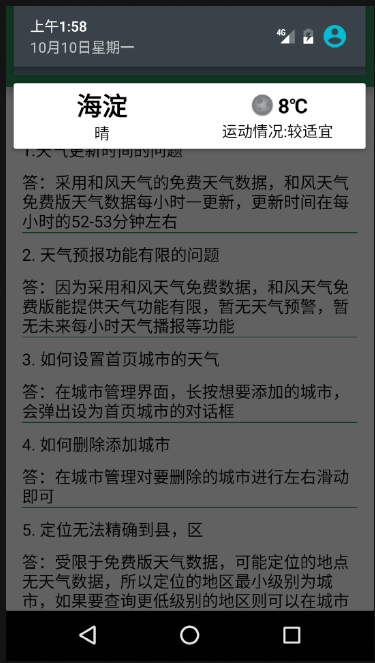 上午1:58
10月10日星期一
4G
海淀
晴
8℃
运动情况:较适宜
1.天气更新时间的问题
答：采用和风天气的免费天气数据，和风天气
免费版天气数据每小时一更新，更新时间在每
小时的52-53分钟左右
2. 天气预报功能有限的问题
答：因为采用和风天气免费数据，和风天气免
费版能提供天气功能有限，暂无天气预警，暂
无未来每小时天气播报等功能
3. 如何设置首页城市的天气
答：在城市管理界面，长按想要添加的城市，
会弹出设为首页城市的对话框
4. 如何删除添加城市
答：在城市管理对要删除的城市进行左右滑动
即可
5. 定位无法精确到县，区
答：受限于免费版天气数据，可能定位的地点
无天气数据，所以定位的地区最小级别为城
市，如果要查询更低级别的地区则可以在城市